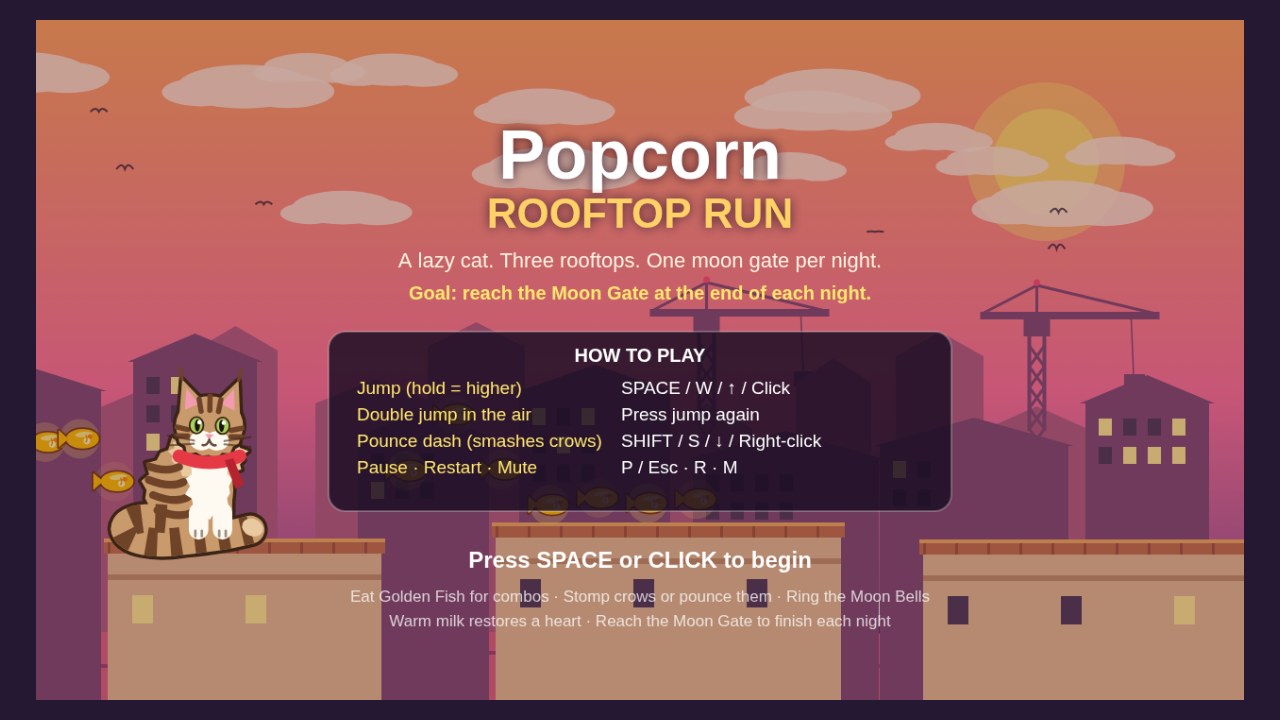 Popcorn
ROOFTOP RUN
A lazy cat. Three rooftops. One moon gate per night.
Goal: reach the Moon Gate at the end of each night.
HOW TO PLAY
Jump (hold = higher) SPACE / W / ↑ / Click
Double jump in the air Press jump again
Pounce dash (smashes crows) SHIFT / S / ↓ / Right-click
Pause · Restart · Mute P / Esc · R · M
Press SPACE or CLICK to begin
Eat Golden Fish for combos · Stomp crows or pounce them · Ring the Moon Bells
Warm milk restores a heart · Reach the Moon Gate to finish each night